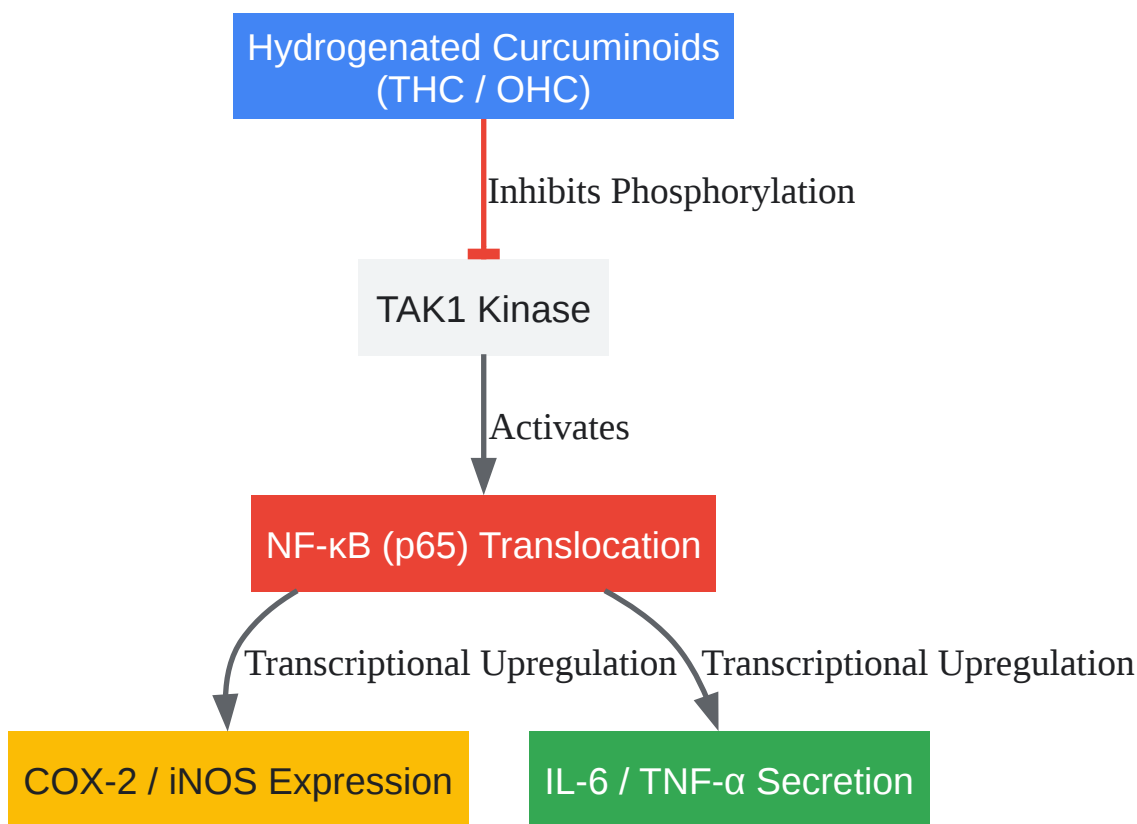 Hydrogenated Curcuminoids
(THC / OHC)
Inhibits Phosphorylation
TAK1 Kinase
Activates
NF-κB (p65) Translocation
Transcriptional Upregulation
Transcriptional Upregulation
COX-2 / iNOS Expression
IL-6 / TNF-α Secretion